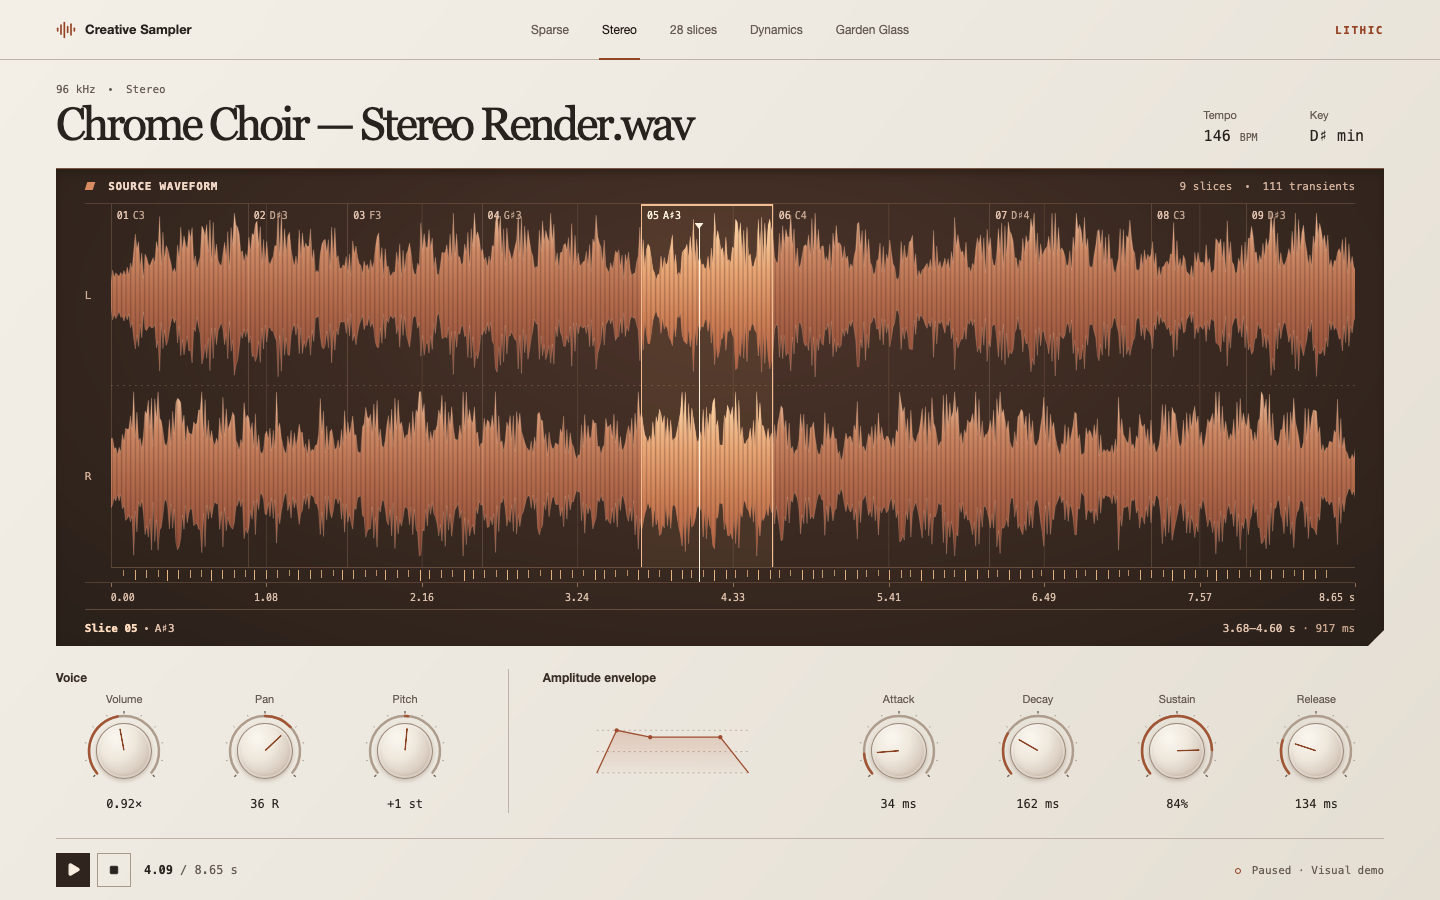 Creative Sampler
Sparse Stereo 28 slices Dynamics Garden Glass
LITHIC
96 kHz • Stereo
Chrome Choir — Stereo Render.wav
Tempo
146 BPM
Key
D♯ min
SOURCE WAVEFORM
9 slices • 111 transients
01 C3 02 D♯3 03 F3 04 G♯3 05 A♯3 06 C4 07 D♯4 08 C3 09 D♯3
L
R
0.00 1.08 2.16 3.24 4.33 5.41 6.49 7.57 8.65 s
Slice 05 • A♯3
3.68–4.60 s · 917 ms
Voice
Volume Pan Pitch
0.92× 36 R +1 st
Amplitude envelope
Attack Decay Sustain Release
34 ms 162 ms 84% 134 ms
4.09 / 8.65 s
Paused · Visual demo